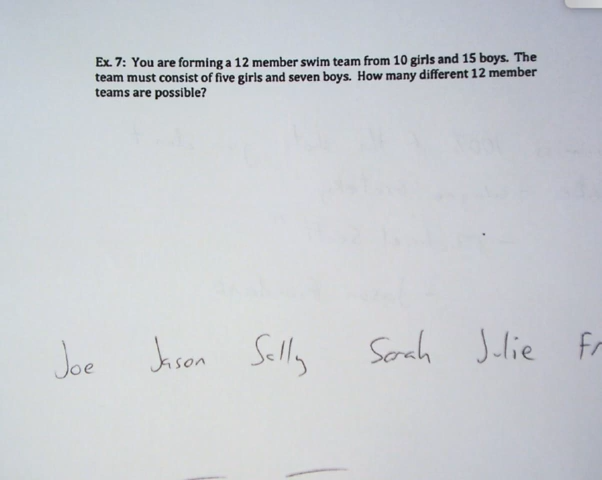 Ex. 7: You are forming a 12 member swim team from 10 girls and 15 boys. The
team must consist of five girls and seven boys. How many different 12 member
teams are possible?
Joe Jason Sally Sarah Julie